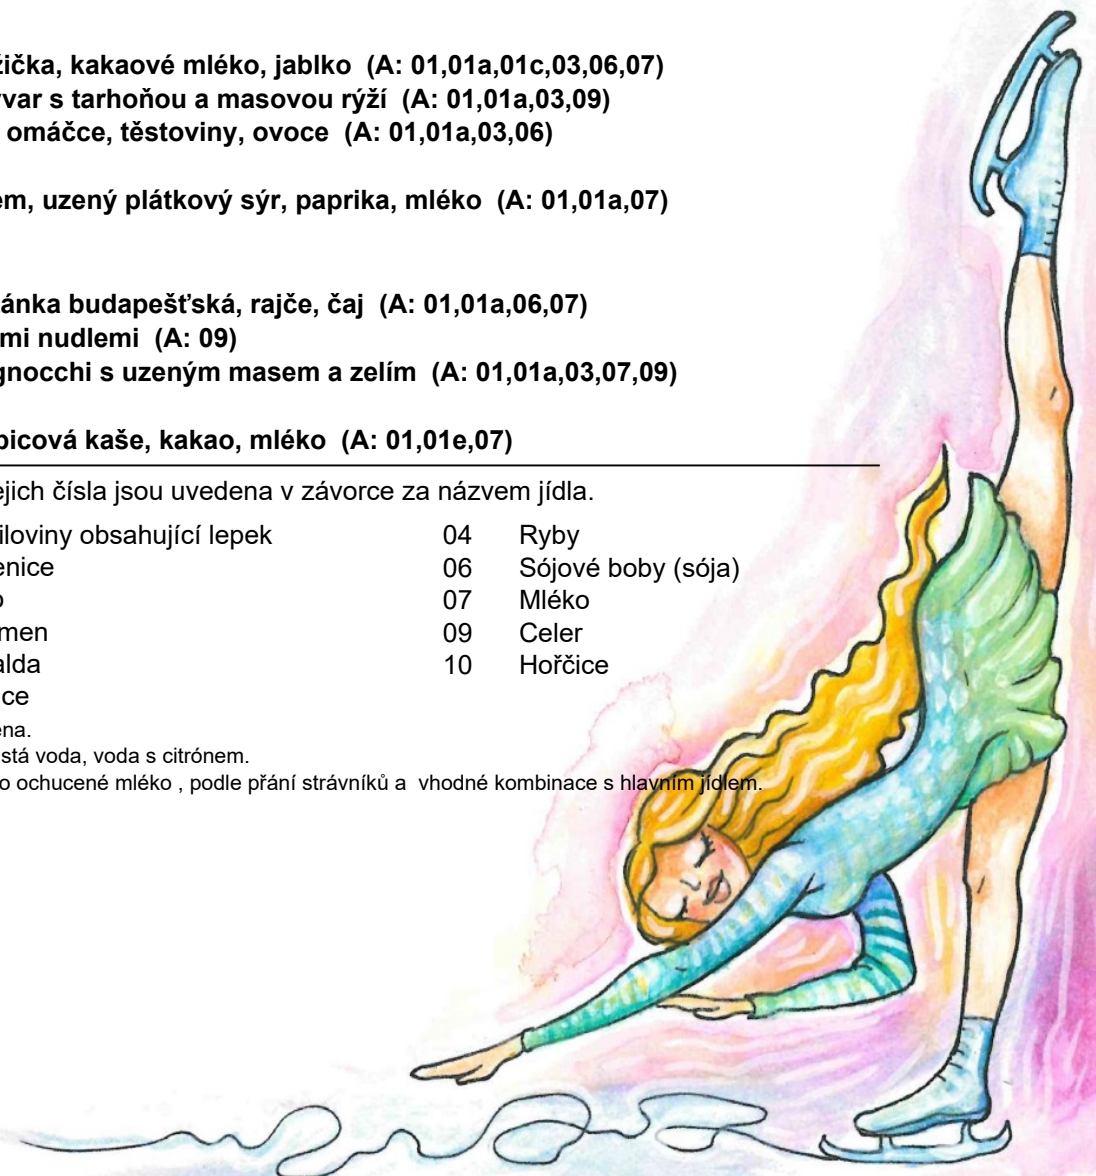 žička, kakaové mléko, jablko (A: 01,01a,01c,03,06,07)
var s tarhoňou a masovou rýží (A: 01,01a,03,09)
omáčce, těstoviny, ovoce (A: 01,01a,03,06)
em, uzený plátkový sýr, paprika, mléko (A: 01,01a,07)
ánka budapešťská, rajče, čaj (A: 01,01a,06,07)
mi nudlemi (A: 09)
gnocchi s uzeným masem a zelím (A: 01,01a,03,07,09)
picová kaše, kakao, mléko (A: 01,01e,07)
ejich čísla jsou uvedena v závorce za názvem jídla.
iloviny obsahující lepek 04 Ryby
enice 06 Sójové boby (sója)
o 07 Mléko
men 09 Celer
alda 10 Hořčice
ce
ena.
stá voda, voda s citrónem.
o ochucené mléko , podle přání strávníků a vhodné kombinace s hlavním jídlem.